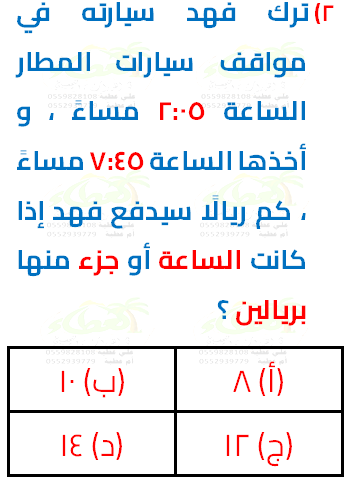 ٢) ترك فهد سيارته في
مواقف سيارات المطار
الساعة ٢:٠٥ مساءً ، و
أخذها الساعة ٧:٤٥ مساءً
، كم ريالًا سيدفع فهد إذا
كانت الساعة أو جزء منها
بريالين ؟
(أ) ٨
(ب) ١٠
(ج) ١٢
(د) ١٤